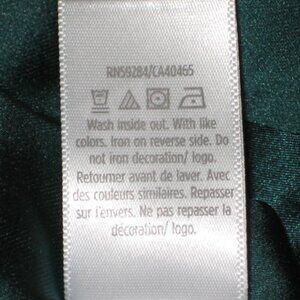 RN59284/CA40465
Wash inside out. With like
colors. Iron on reverse side. Do
not iron decoration/ logo.
Retourner avant de laver. Avec
des couleurs similaires. Repasser
sur l'envers. Ne pas repasser la
décoration/ logo.